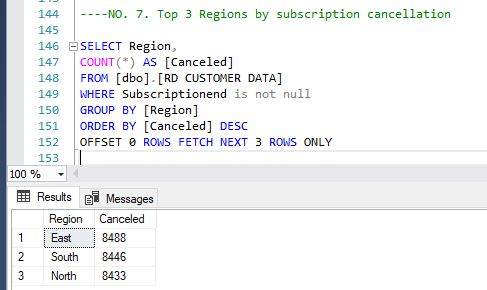 144 ----NO. 7. Top 3 Regions by subscription cancellation
145
146 SELECT Region,
147 COUNT(*) AS [Canceled]
148 FROM [dbo].[RD CUSTOMER DATA]
149 WHERE Subscriptionend is not null
150 GROUP BY [Region]
151 ORDER BY [Canceled] DESC
152 OFFSET 0 ROWS FETCH NEXT 3 ROWS ONLY
153
100 %
Results Messages
Region Canceled
1 East 8488
2 South 8446
3 North 8433